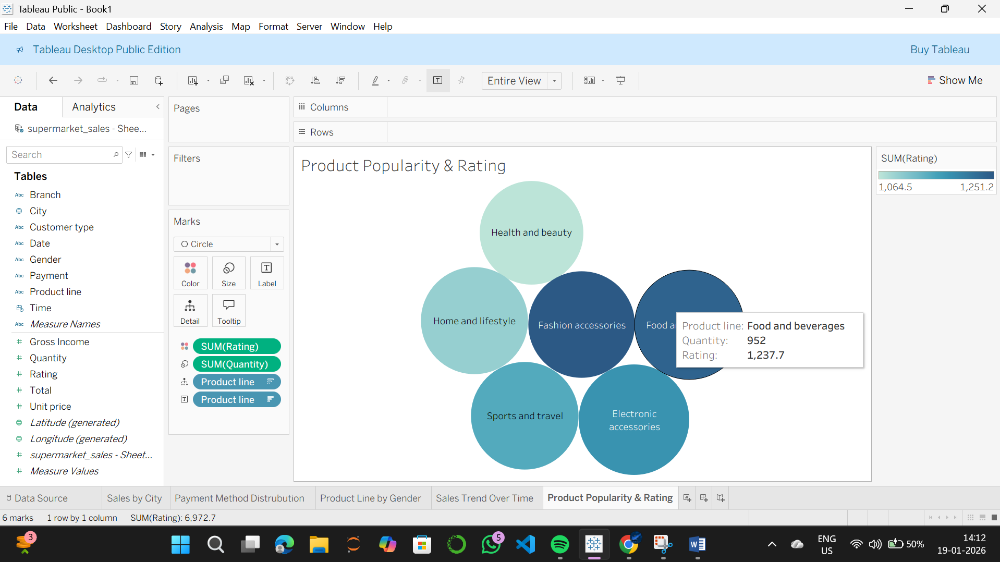 Tableau Public - Book1
File Data Worksheet Dashboard Story Analysis Map Format Server Window Help
Tableau Desktop Public Edition
Buy Tableau
Entire View
Show Me
Data
Analytics
supermarket_sales - Shee...
Search
Tables
Abc Branch
City
Abc Customer type
Abc Date
Abc Gender
Abc Payment
Abc Product line
Time
Abc Measure Names
# Gross Income
# Quantity
# Rating
# Total
# Unit price
Latitude (generated)
Longitude (generated)
# supermarket_sales - Sheet...
# Measure Values
Pages
Filters
Marks
Circle
Color
Size
Label
Detail
Tooltip
SUM(Rating)
SUM(Quantity)
Product line
Product line
Columns
Rows
Product Popularity & Rating
Health and beauty
Home and lifestyle
Fashion accessories
Food a
Product line: Food and beverages
Quantity: 952
Rating: 1,237.7
Sports and travel
Electronic
accessories
SUM(Rating)
1,064.5 1,251.2
Data Source
Sales by City
Payment Method Distrubution
Product Line by Gender
Sales Trend Over Time
Product Popularity & Rating
6 marks 1 row by 1 column SUM(Rating): 6,972.7
3
5
ENG
US
50%
14:12
19-01-2026